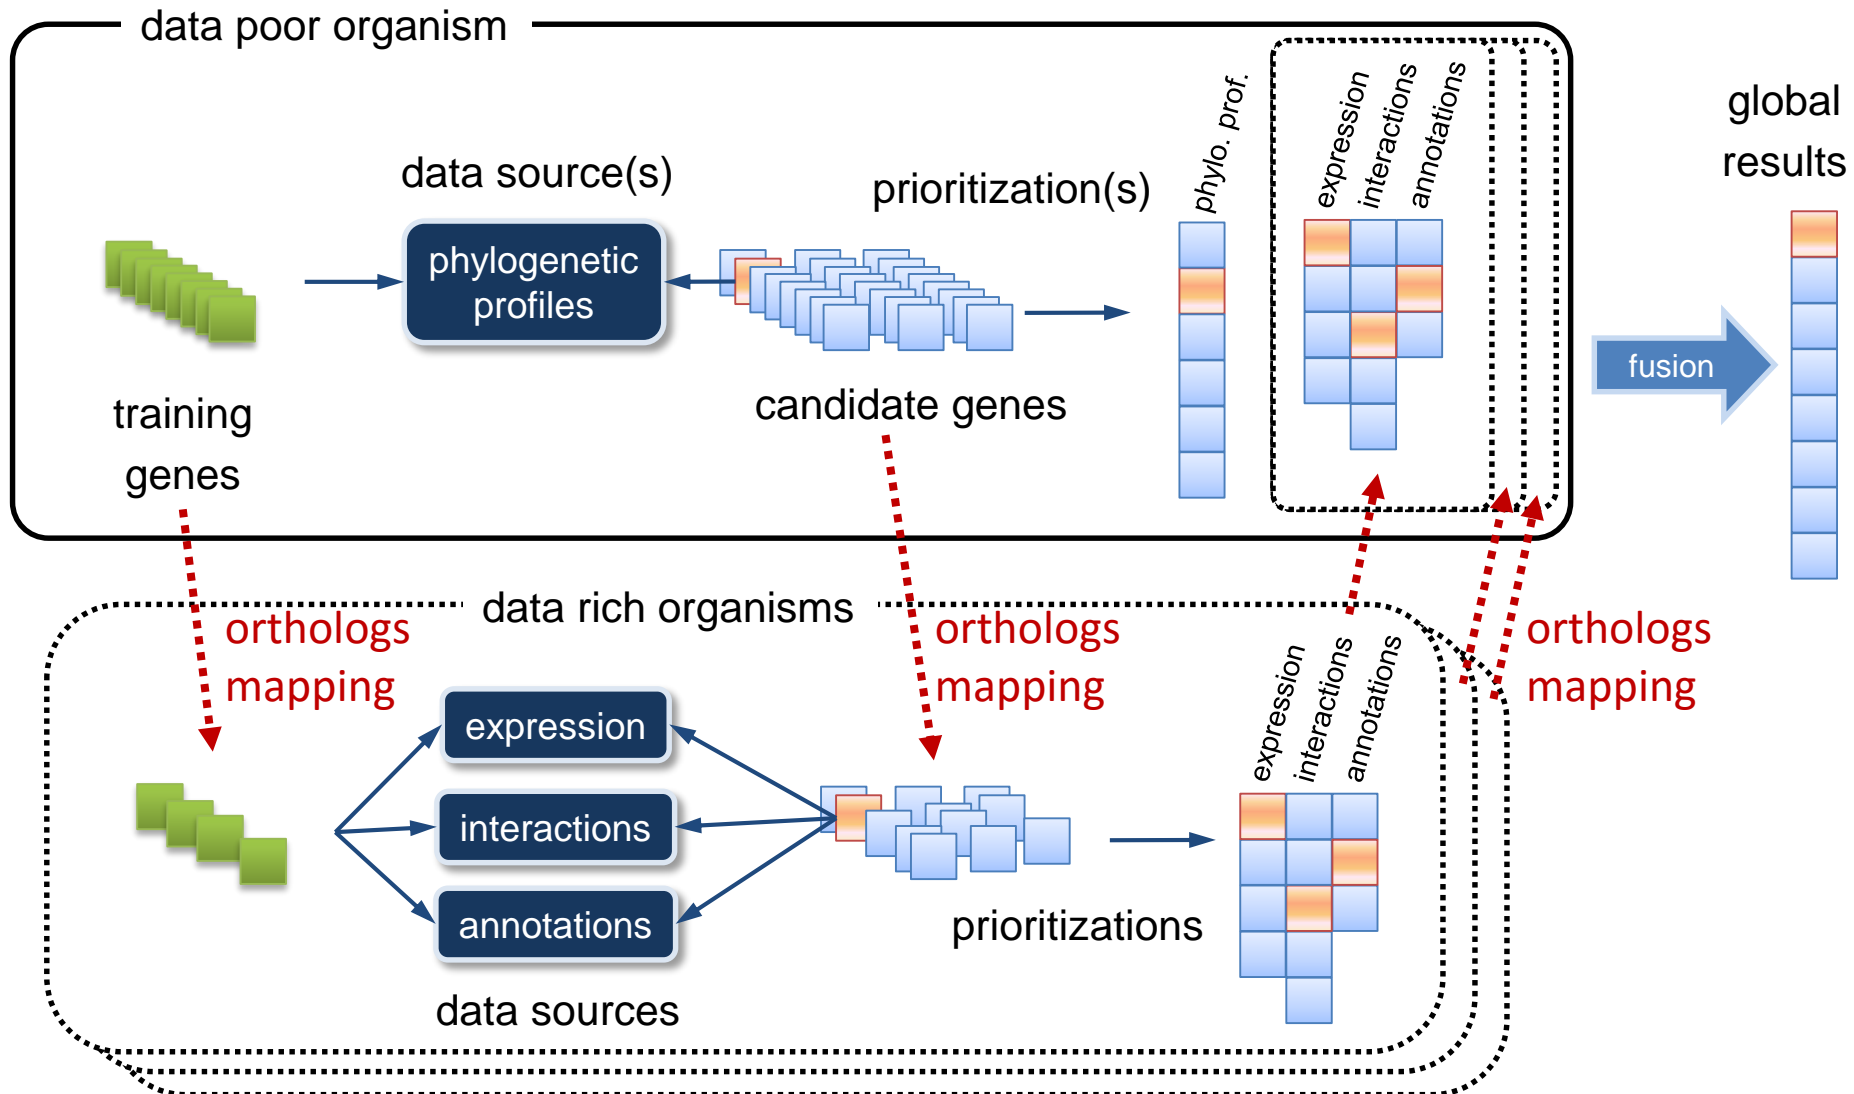 data poor organism
data source(s)
phylogenetic
profiles
prioritization(s)
training
genes
candidate genes
phylo. prof.
expression
interactions
annotations
fusion
global
results
orthologs
mapping
orthologs
mapping
orthologs
mapping
data rich organisms
expression
interactions
annotations
data sources
prioritizations
expression
interactions
annotations